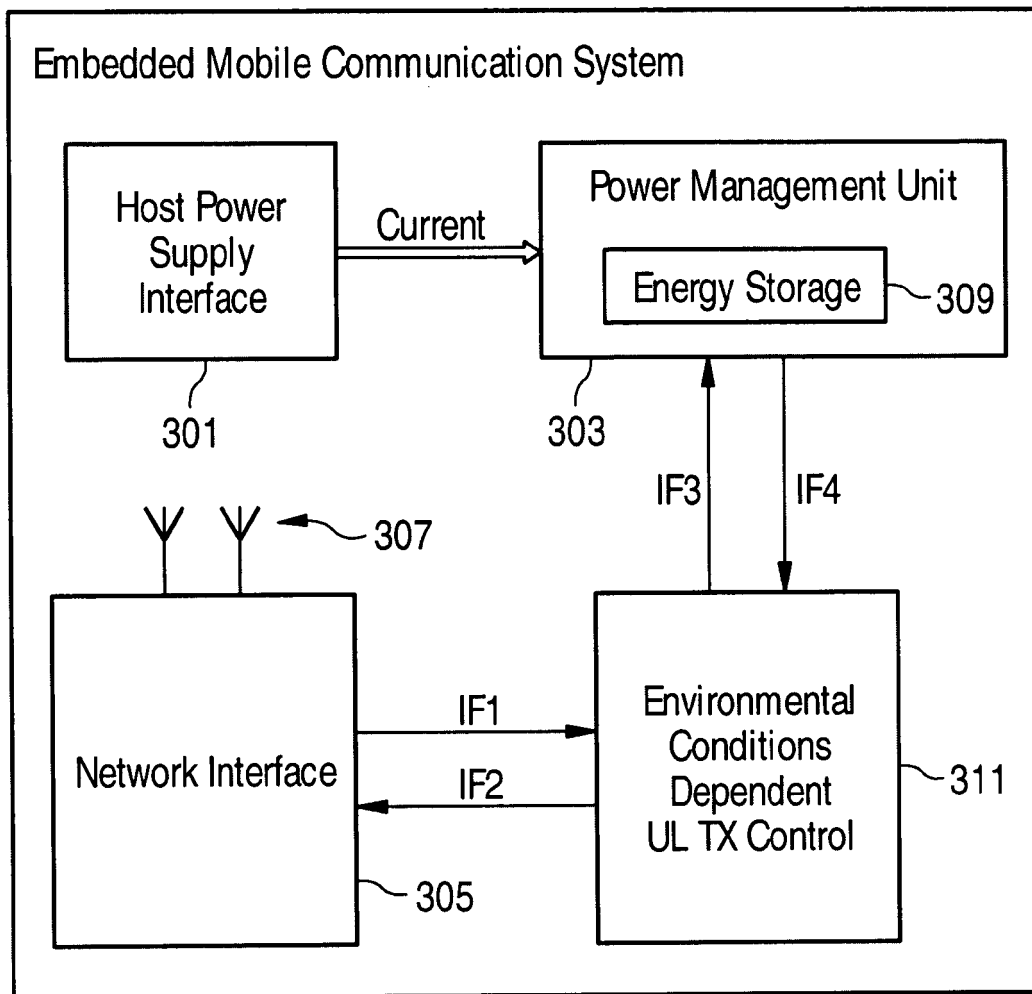 Embedded Mobile Communication System
Host Power
Supply
Interface
301
Current
Power Management Unit
Energy Storage
309
303
IF3
IF4
307
Network Interface
305
IF1
IF2
Environmental
Conditions
Dependent
UL TX Control
311